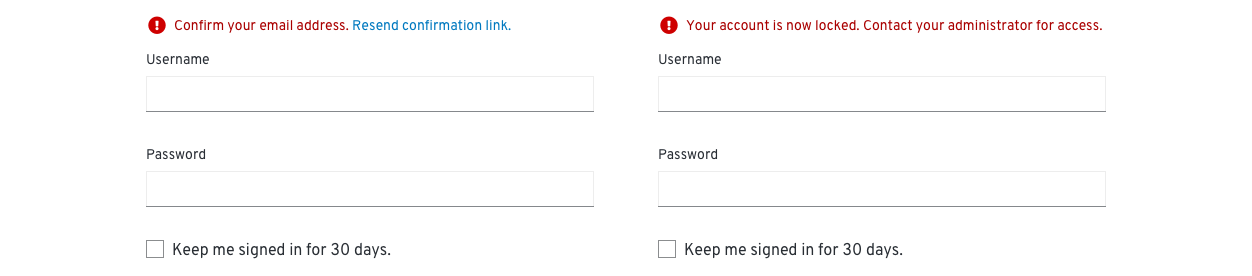 Confirm your email address. Resend confirmation link.
Username
Password
Keep me signed in for 30 days.
Your account is now locked. Contact your administrator for access.
Username
Password
Keep me signed in for 30 days.